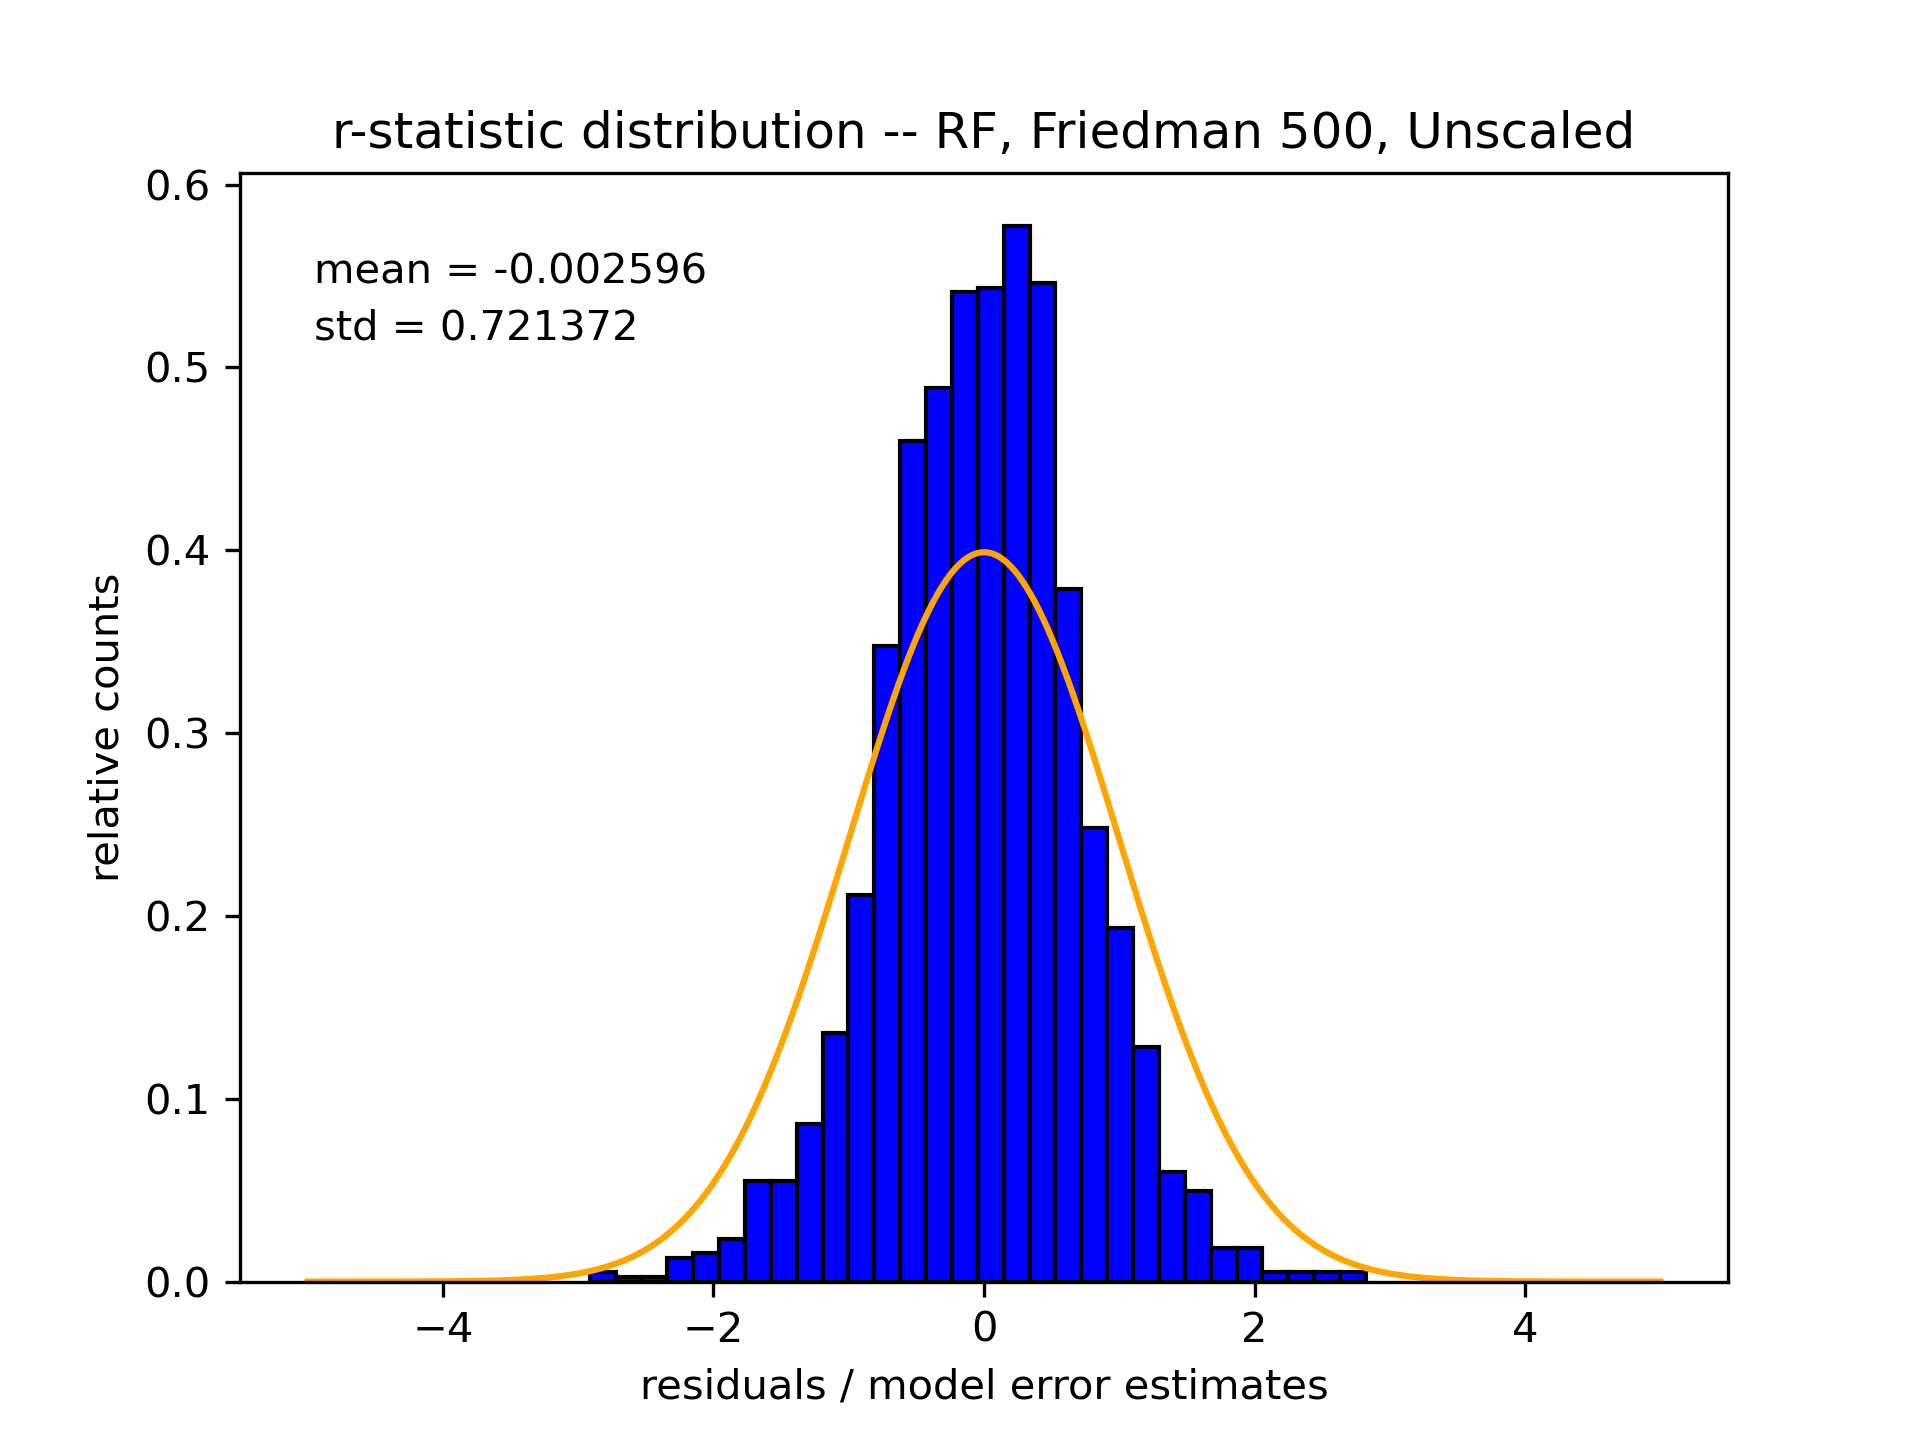 r-statistic distribution -- RF, Friedman 500, Unscaled
mean = -0.002596
std = 0.721372
relative counts
0.6
0.5
0.4
0.3
0.2
0.1
0.0
−4
−2
0
2
4
residuals / model error estimates